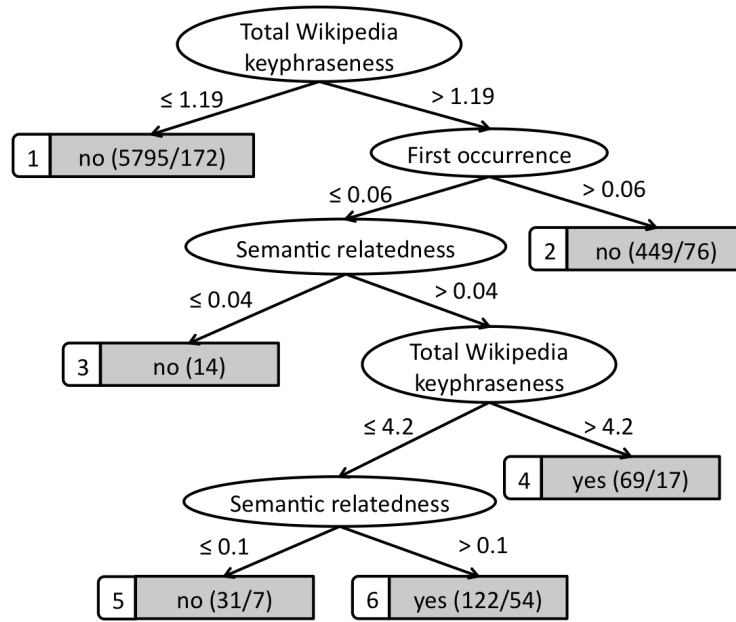 Total Wikipedia
keyphraseness
≤ 1.19
> 1.19
1 no (5795/172)
First occurrence
≤ 0.06
> 0.06
Semantic relatedness
2 no (449/76)
≤ 0.04
> 0.04
3 no (14)
Total Wikipedia
keyphraseness
≤ 4.2
> 4.2
4 yes (69/17)
Semantic relatedness
≤ 0.1
> 0.1
5 no (31/7)
6 yes (122/54)